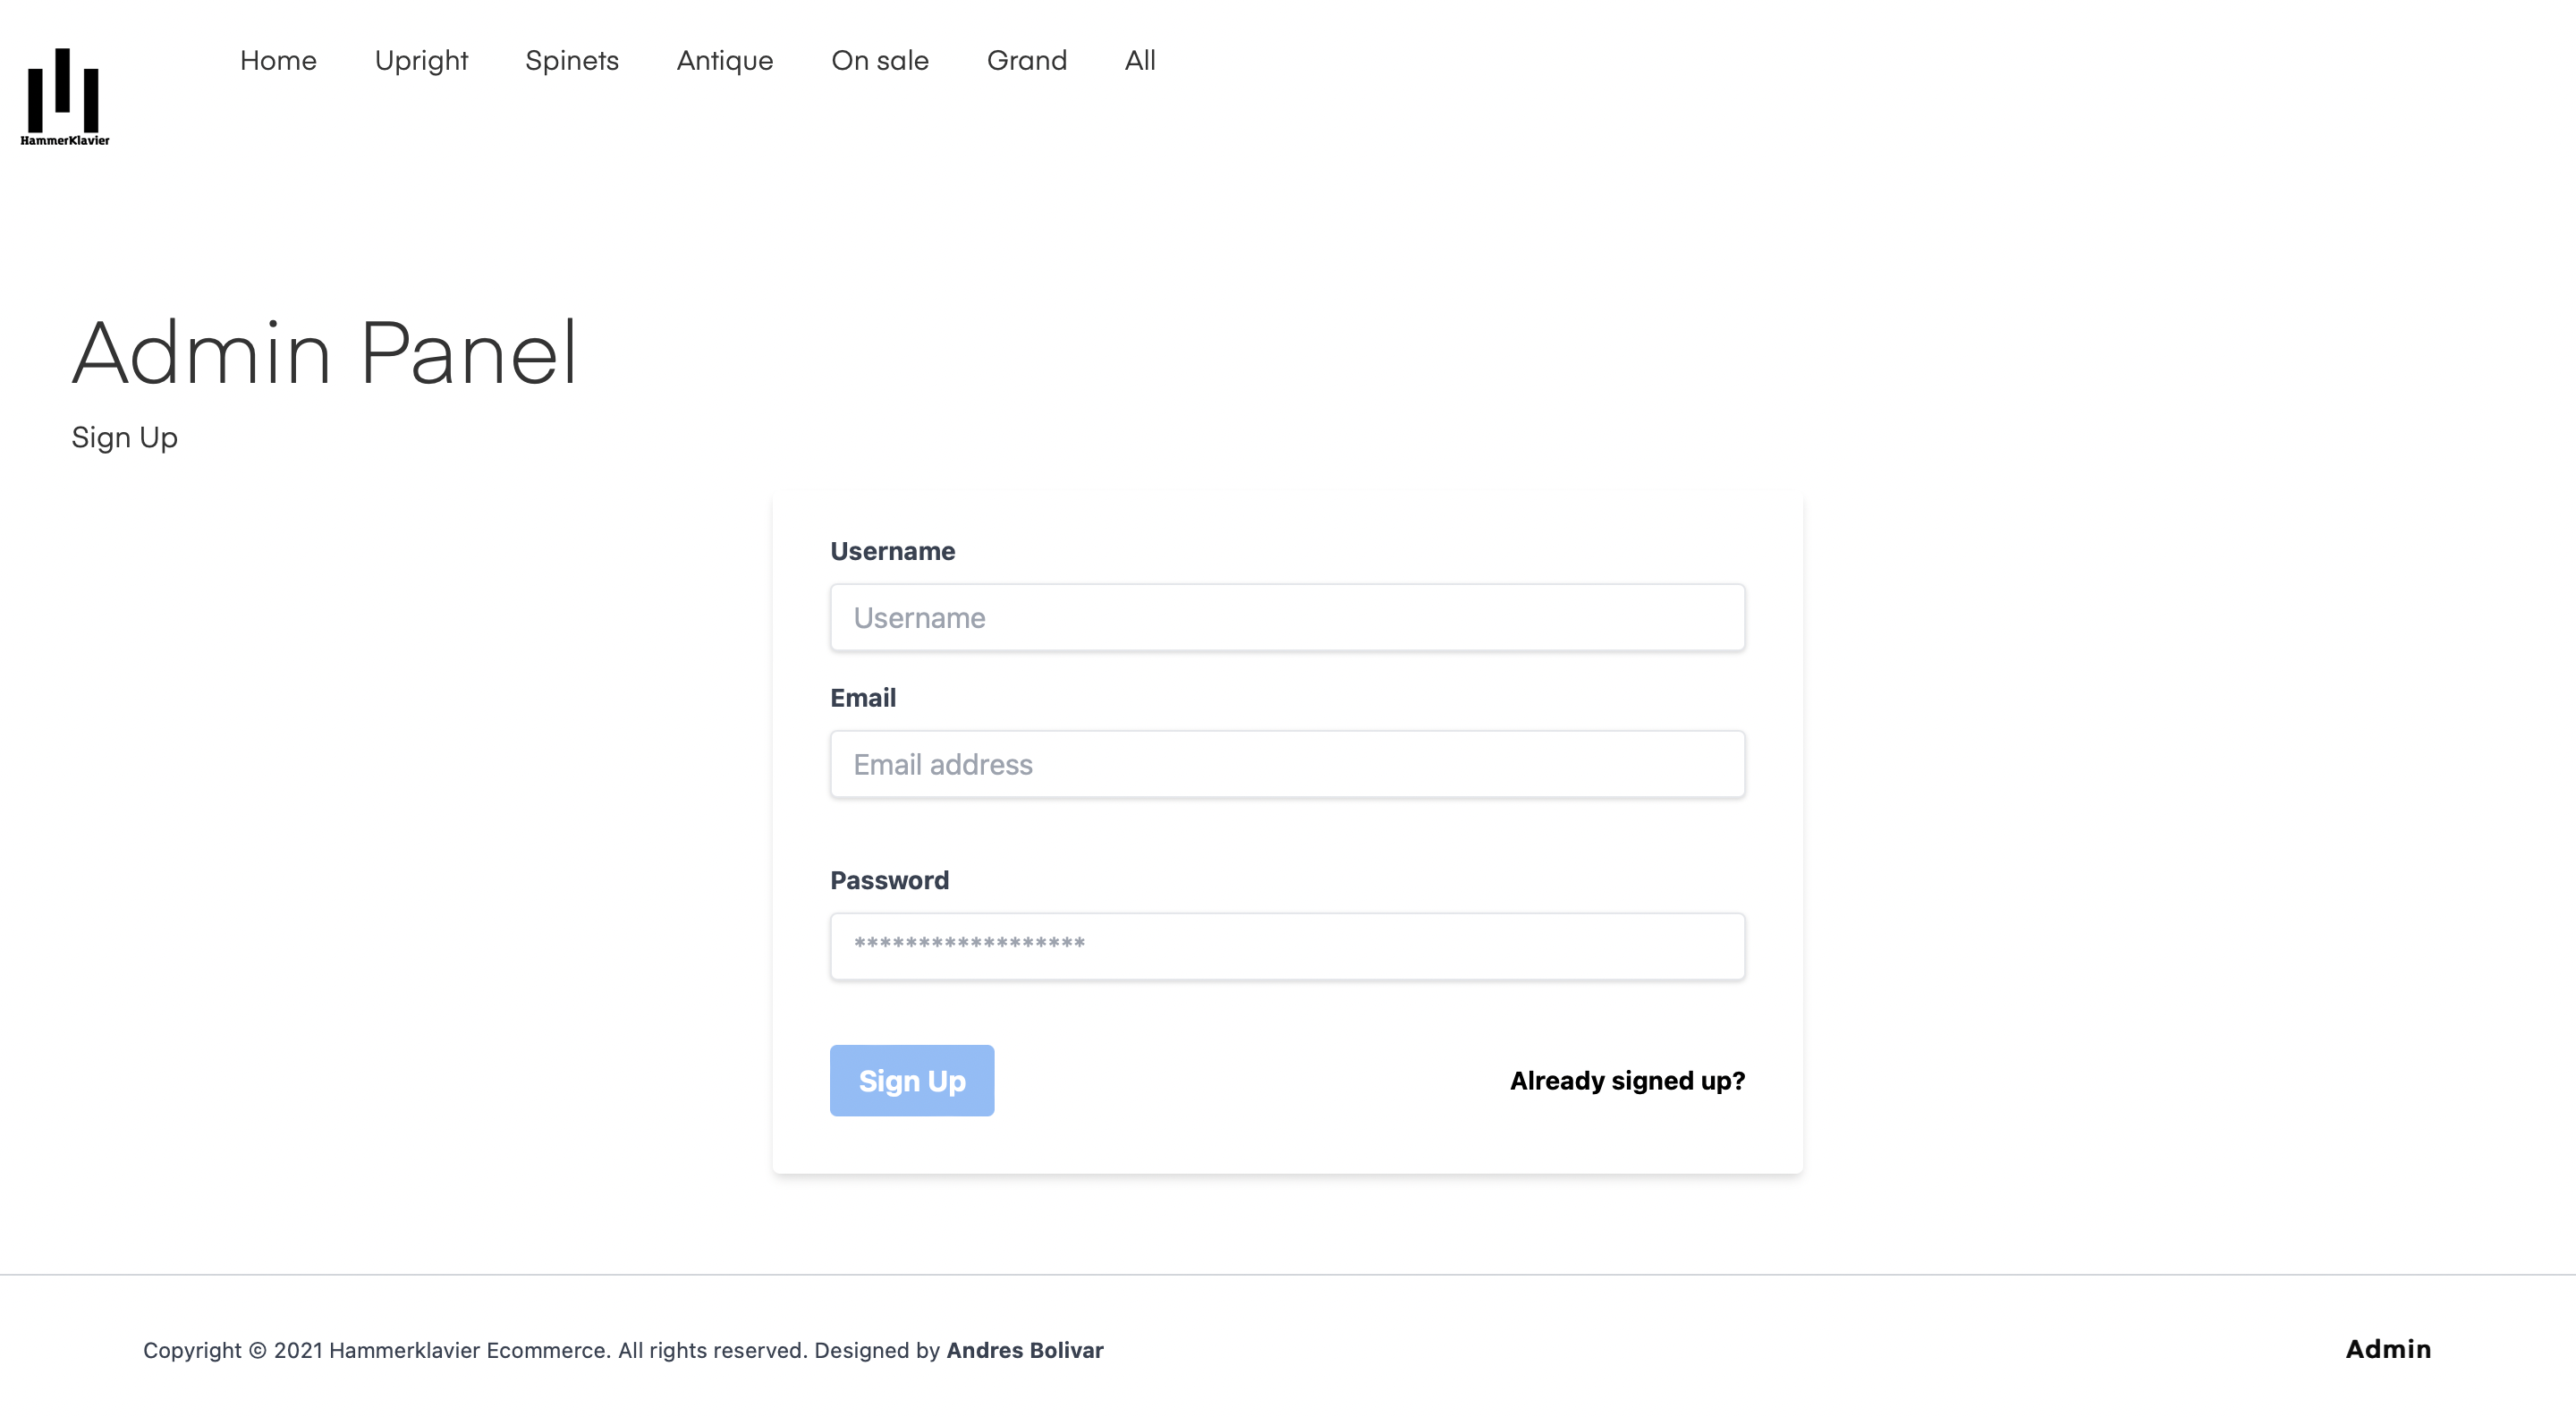 HammerKlavier
Home Upright Spinets Antique On sale Grand All
Admin Panel
Sign Up
Username
Username
Email
Email address
Password
******************
Sign Up Already signed up?
Copyright © 2021 Hammerklavier Ecommerce. All rights reserved. Designed by Andres Bolivar Admin